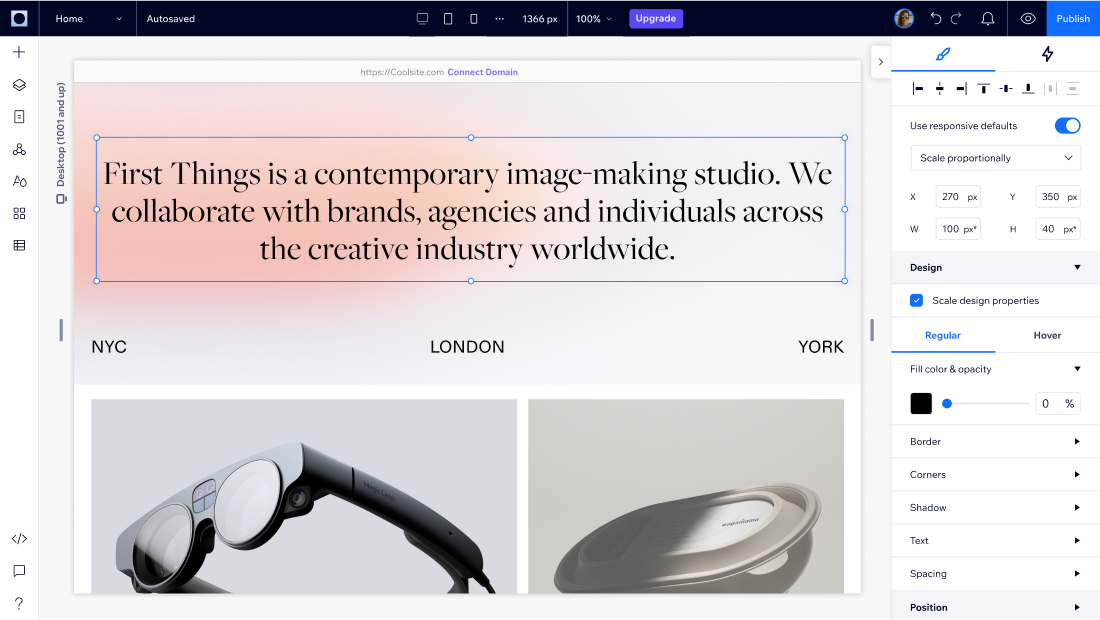 Home
Autosaved
1366 px
100%
Upgrade
Publish
https://Coolsite.com Connect Domain
Desktop (1001 and up)
First Things is a contemporary image-making studio. We
collaborate with brands, agencies and individuals across
the creative industry worldwide.
NYC LONDON YORK
Magic Leap
wagañama
Use responsive defaults
Scale proportionally
X 270 px Y 350 px
W 100 px* H 40 px*
Design
Scale design properties
Regular Hover
Fill color & opacity
0 %
Border
Corners
Shadow
Text
Spacing
Position